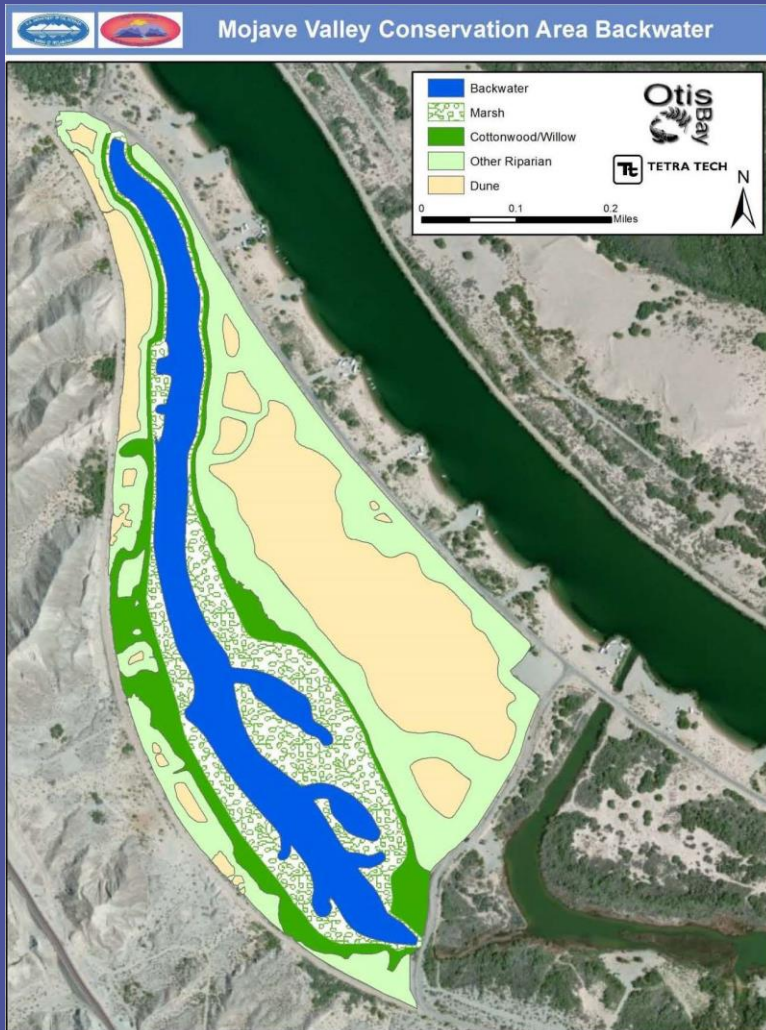 Mojave Valley Conservation Area Backwater
Backwater
Marsh
Cottonwood/Willow
Other Riparian
Dune
Otis
Bay
Tt TETRA TECH
N
0 0.1 0.2
Miles